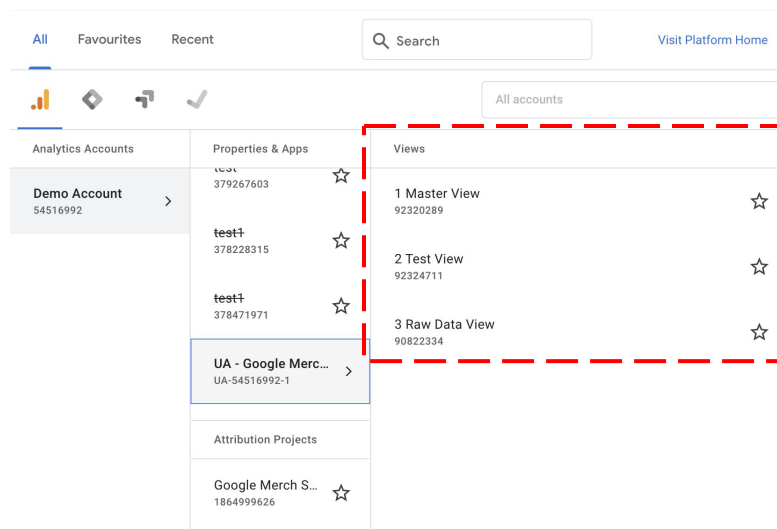 All Favourites Recent
Search
Visit Platform Home
All accounts
Analytics Accounts
Demo Account
54516992
Properties & Apps
test
379267603
test1
378228315
test1
378471971
UA - Google Merc...
UA-54516992-1
Attribution Projects
Google Merch S...
1864999626
Views
1 Master View
92320289
2 Test View
92324711
3 Raw Data View
90822334